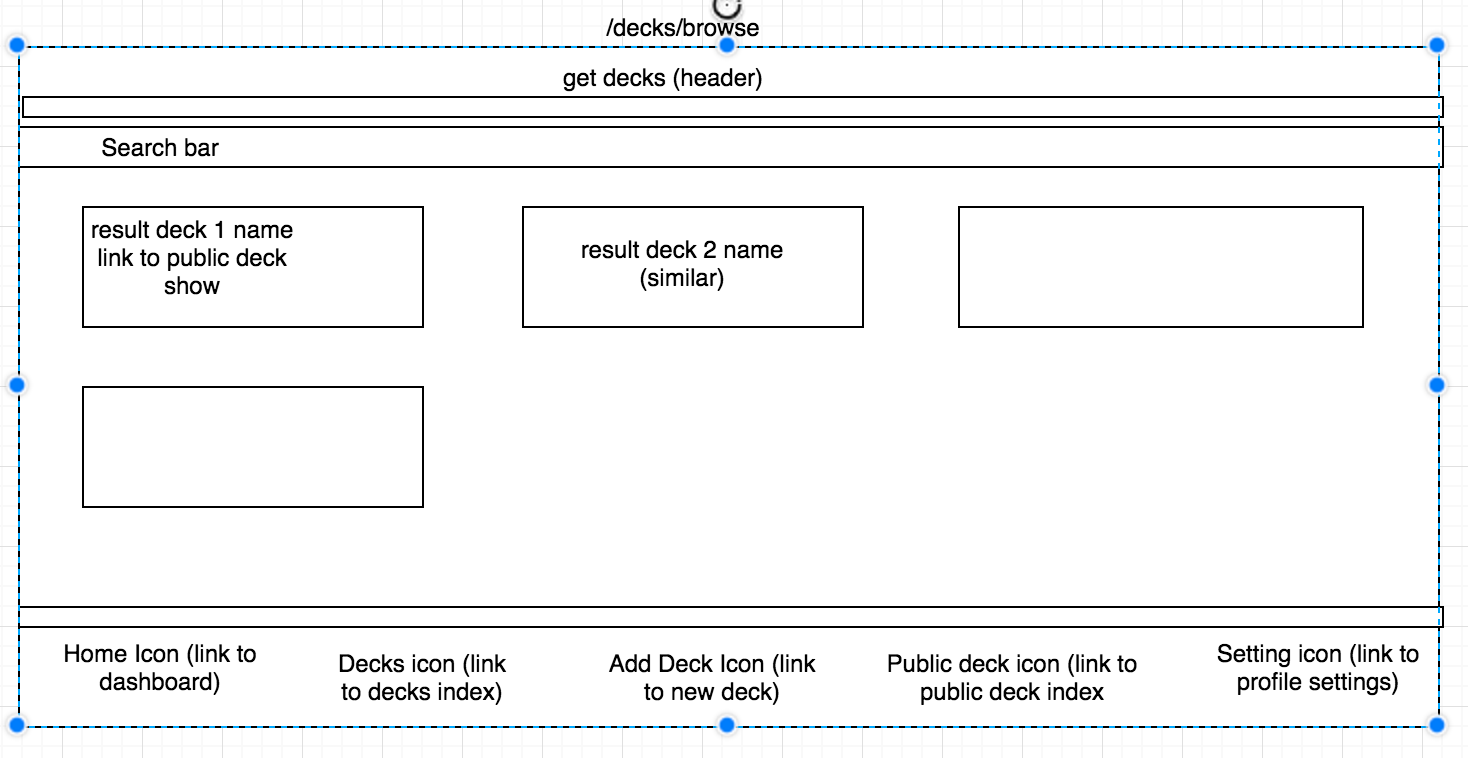 /decks/browse
get decks (header)
Search bar
result deck 1 name
link to public deck
show
result deck 2 name
(similar)
Home Icon (link to
dashboard)
Decks icon (link
to decks index)
Add Deck Icon (link
to new deck)
Public deck icon (link to
public deck index
Setting icon (link to
profile settings)